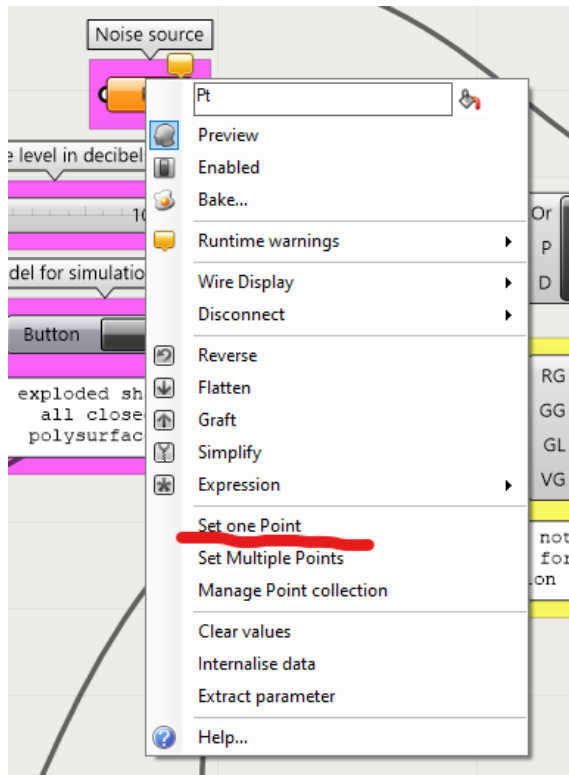 Noise source
Pt
Preview
e level in decibel
Enabled
Bake...
10
Or
Runtime warnings
P
del for simulatio
Wire Display
D
Disconnect
Button
Reverse
RG
exploded sh
Flatten
all close
Graft
GG
polysurfac
Simplify
GL
Expression
VG
Set one Point
not
Set Multiple Points
for
Manage Point collection
ion
Clear values
Internalise data
Extract parameter
Help...